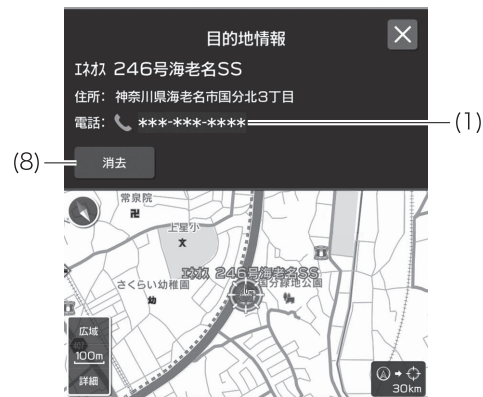 目的地情報
ｴﾈｵｽ 246号海老名SS
住所: 神奈川県海老名市国分北3丁目
電話: ***-***-****
(1)
(8)
消去
常泉院
上星小
文
ｴﾈｵｽ 246号海老名SS
さくらい幼稚園
国分緑地公園
幼
広域
100m
詳細
30km